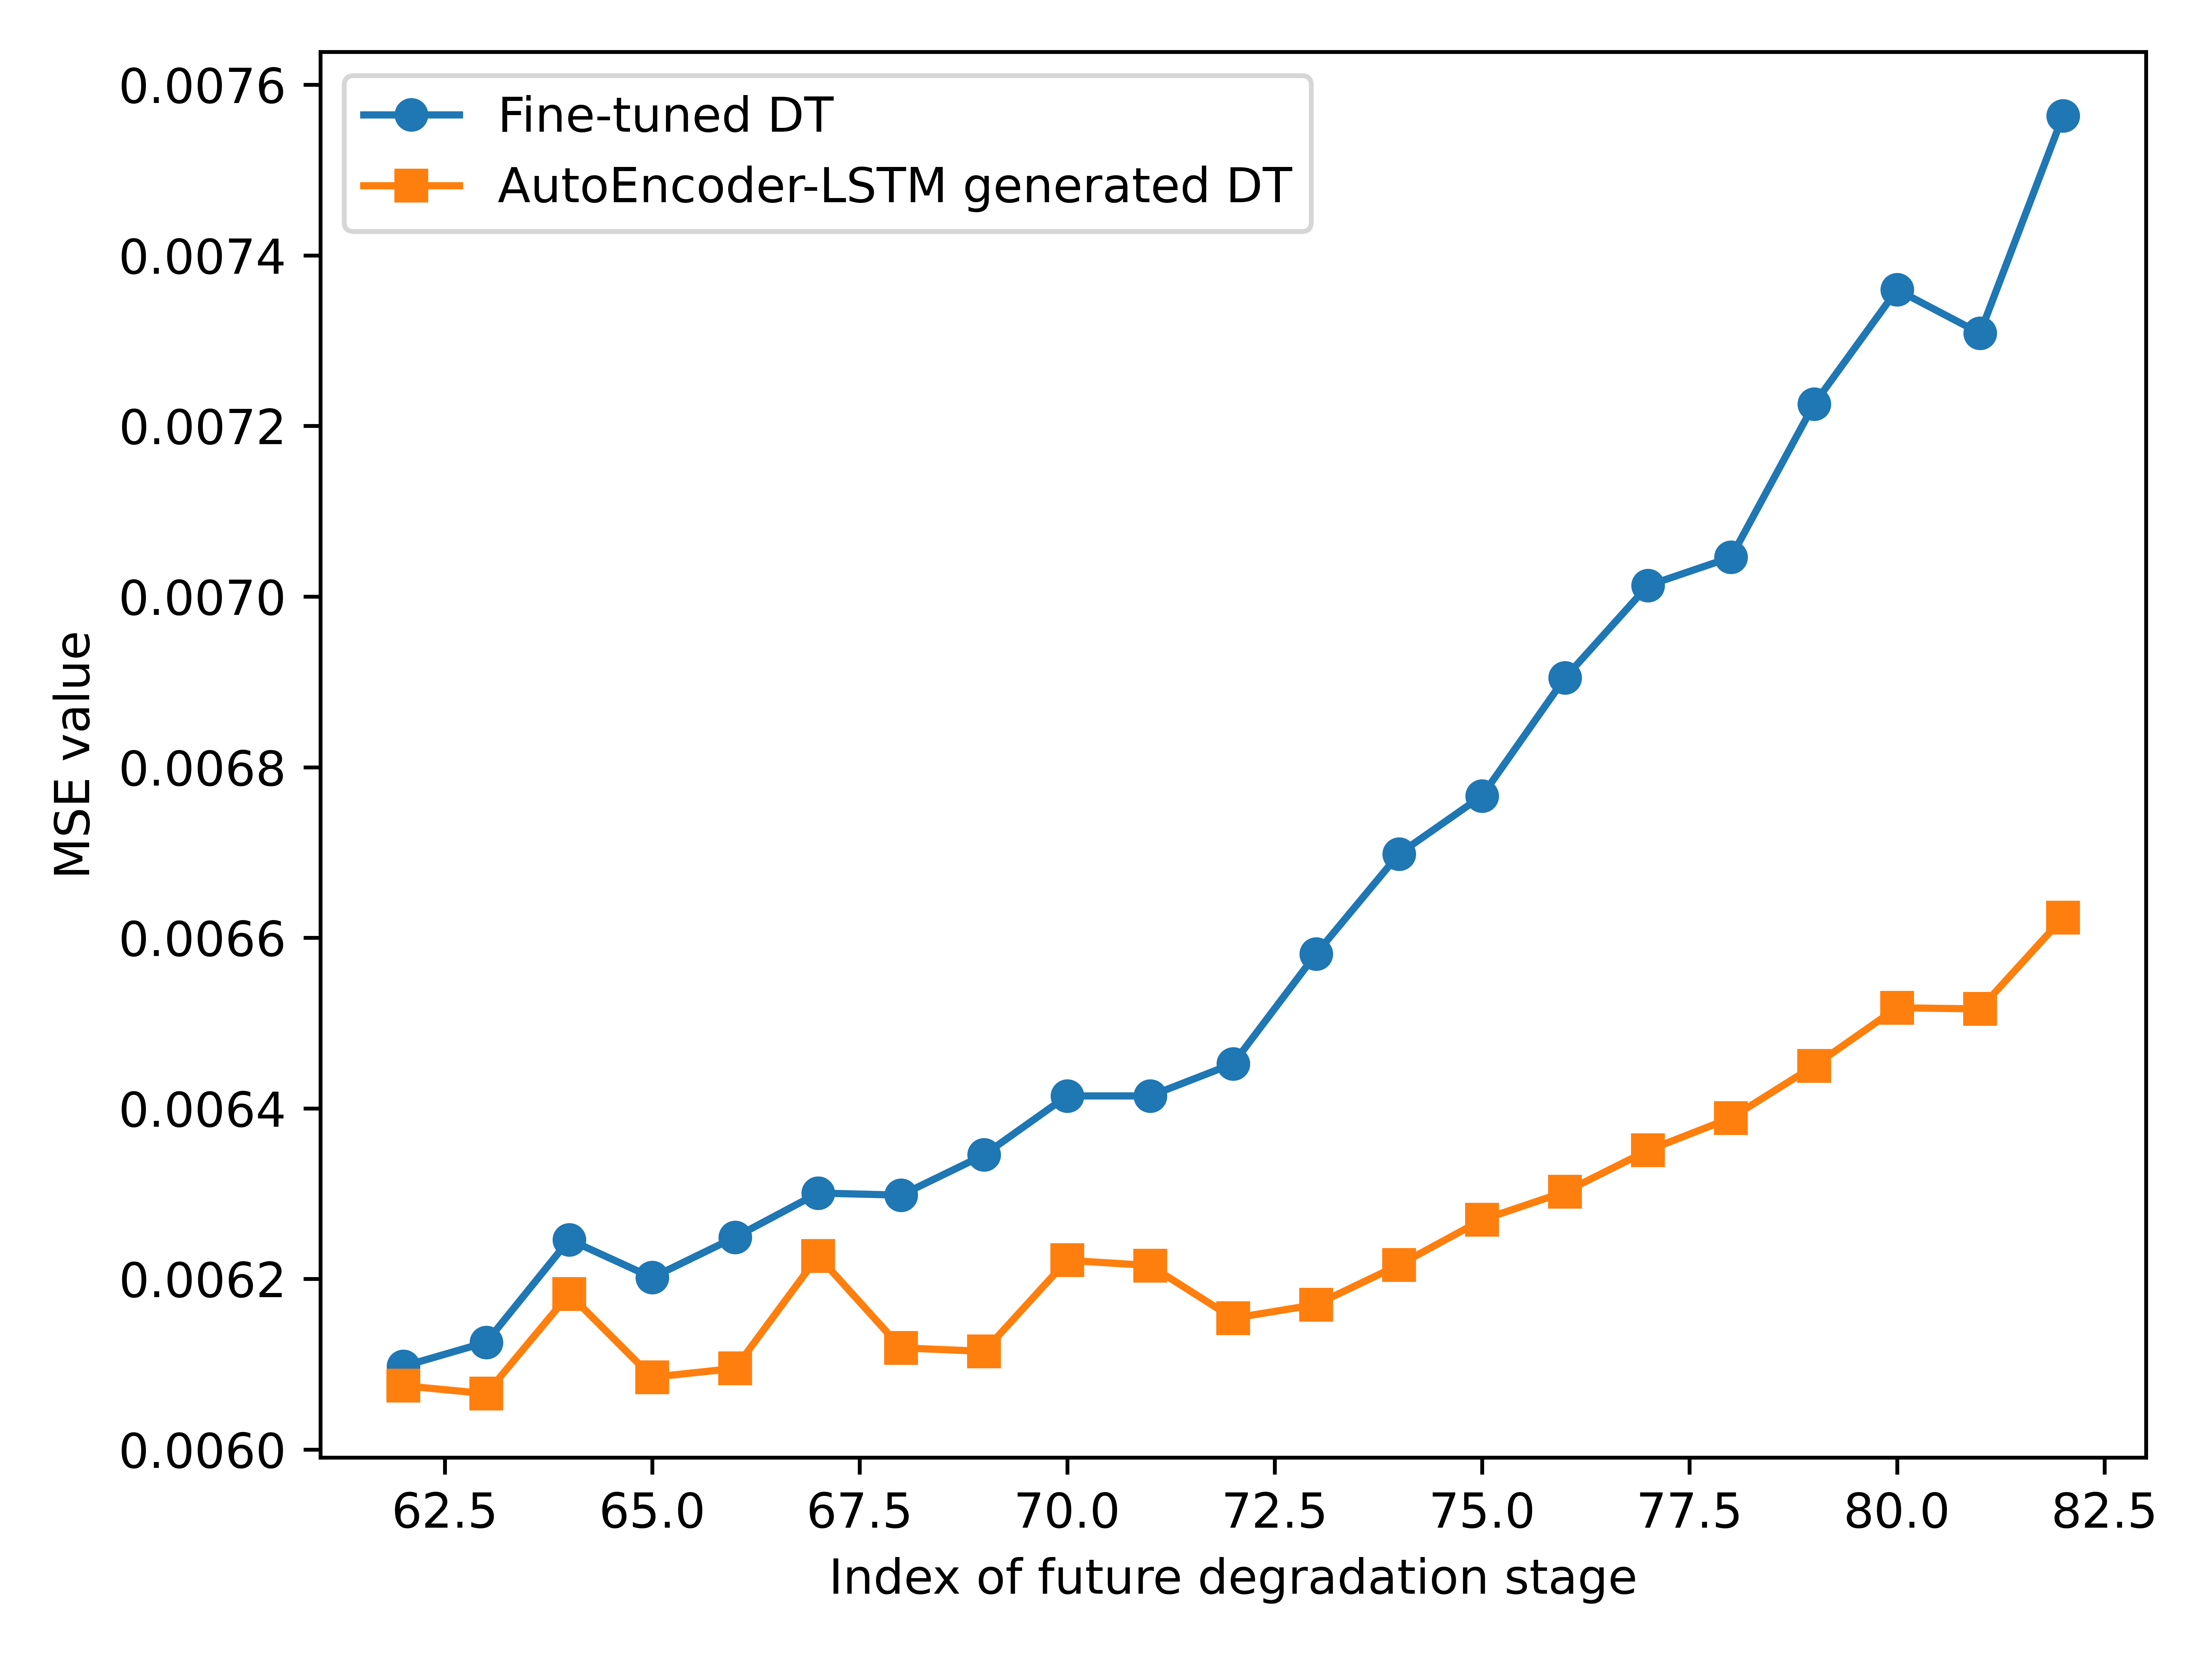 Fine-tuned DT
AutoEncoder-LSTM generated DT
0.0076
0.0074
0.0072
0.0070
0.0068
0.0066
0.0064
0.0062
0.0060
MSE value
62.5 65.0 67.5 70.0 72.5 75.0 77.5 80.0 82.5
Index of future degradation stage